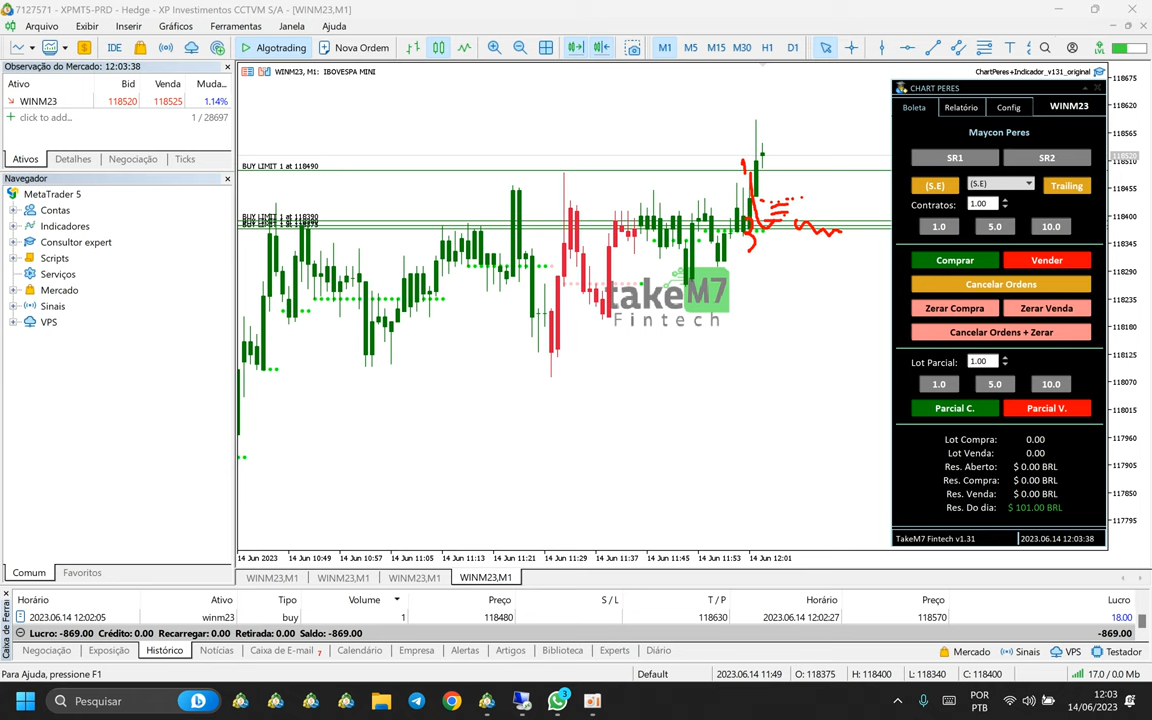 7127571 - XPMT5-PRD - Hedge - XP Investimentos CCTVM S/A - [WINM23,M1]
Arquivo Exibir Inserir Gráficos Ferramentas Janela Ajuda
IDE Algotrading Nova Ordem M1 M5 M15 M30 H1 D1 T LVL
Observação do Mercado: 12:03:38
Ativo Bid Venda Muda...
WINM23 118520 118525 1.14%
click to add... 1 / 28697
Ativos Detalhes Negociação Ticks
Navegador
MetaTrader 5
Contas
Indicadores
Consultor expert
Scripts
Serviços
Mercado
Sinais
VPS
Comum Favoritos
WINM23, M1: IBOVESPA MINI
ChartPeres+Indicador_v131_original
BUY LIMIT 1 at 118490
BUY LIMIT 1 at 118390
BUY LIMIT 1 at 118375
takeM7
Fintech
118675
118620
118565
118510
118455
118400
118345
118290
118235
118180
118125
118070
118015
117960
117905
117850
117795
14 Jun 2023 14 Jun 10:49 14 Jun 10:57 14 Jun 11:05 14 Jun 11:13 14 Jun 11:21 14 Jun 11:29 14 Jun 11:37 14 Jun 11:45 14 Jun 11:53 14 Jun 12:01
CHART PERES
Boleta Relatório Config WINM23
Maycon Peres
SR1 SR2
(S.E) (S.E) Trailing
Contratos: 1.00
1.0 5.0 10.0
Comprar Vender
Cancelar Ordens
Zerar Compra Zerar Venda
Cancelar Ordens + Zerar
Lot Parcial: 1.00
1.0 5.0 10.0
Parcial C. Parcial V.
Lot Compra: 0.00
Lot Venda: 0.00
Res. Aberto: $ 0.00 BRL
Res. Compra: $ 0.00 BRL
Res. Venda: $ 0.00 BRL
Res. Do dia: $ 101.00 BRL
TakeM7 Fintech v1.31 2023.06.14 12:03:38
WINM23,M1 WINM23,M1 WINM23,M1 WINM23,M1
Caixa de Ferra
Horário Ativo Tipo Volume Preço S / L T / P Horário Preço Lucro
2023.06.14 12:02:05 winm23 buy 1 118480 118630 2023.06.14 12:02:27 118570 18.00
Lucro: -869.00 Crédito: 0.00 Recarregar: 0.00 Retirada: 0.00 Saldo: -869.00 -869.00
Negociação Exposição Histórico Notícias Caixa de E-mail 7 Calendário Empresa Alertas Artigos Biblioteca Experts Diário Mercado Sinais VPS Testador
Para Ajuda, pressione F1 Default 2023.06.14 11:49 O: 118375 H: 118400 L: 118340 C: 118400 17.0 / 0.0 Mb
Pesquisar 3 POR
PTB 12:03
14/06/2023